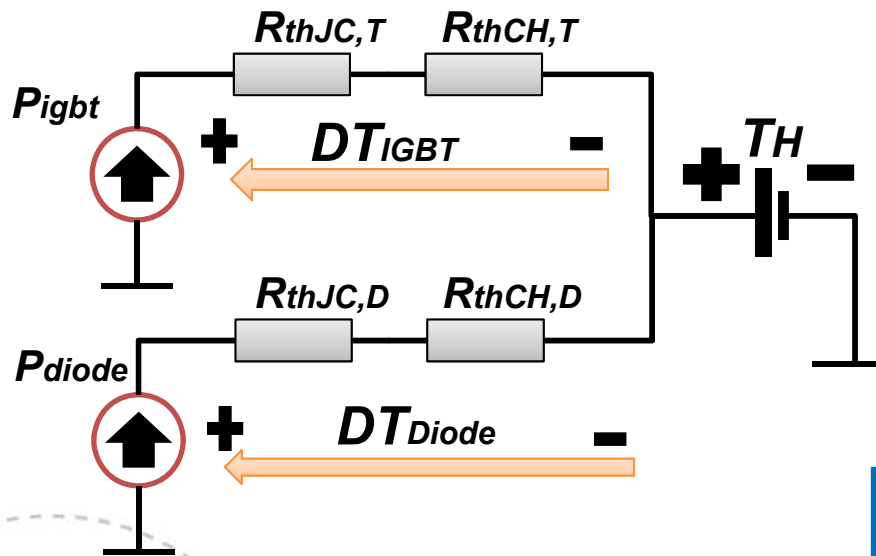 RthJC,T RthCH,T
Pigbt
+ DTIGBT - TH
+ -
RthJC,D RthCH,D
Pdiode
+ DTDiode -